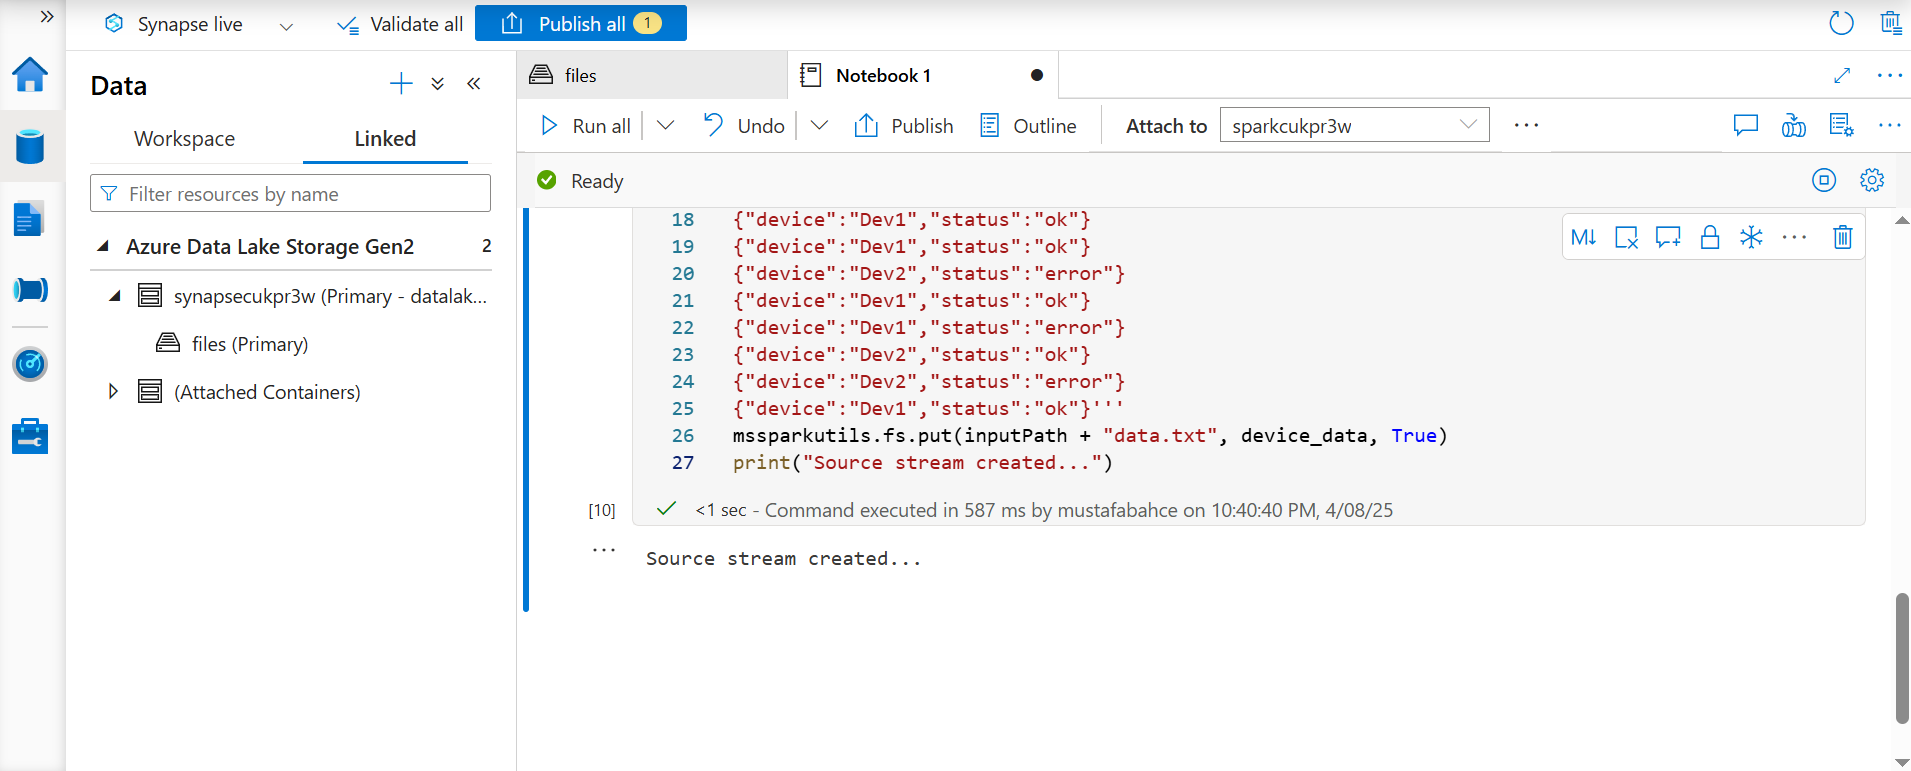 Synapse live
Validate all
Publish all 1
Data
Workspace
Linked
Filter resources by name
Azure Data Lake Storage Gen2 2
synapsecukpr3w (Primary - datalak...
files (Primary)
(Attached Containers)
files
Notebook 1
Run all
Undo
Publish
Outline
Attach to sparkcukpr3w
Ready
18 {"device":"Dev1","status":"ok"}
19 {"device":"Dev1","status":"ok"}
20 {"device":"Dev2","status":"error"}
21 {"device":"Dev1","status":"ok"}
22 {"device":"Dev1","status":"error"}
23 {"device":"Dev2","status":"ok"}
24 {"device":"Dev2","status":"error"}
25 {"device":"Dev1","status":"ok"}'''
26 mssparkutils.fs.put(inputPath + "data.txt", device_data, True)
27 print("Source stream created...")
M↓
[10] <1 sec - Command executed in 587 ms by mustafabahce on 10:40:40 PM, 4/08/25
Source stream created...